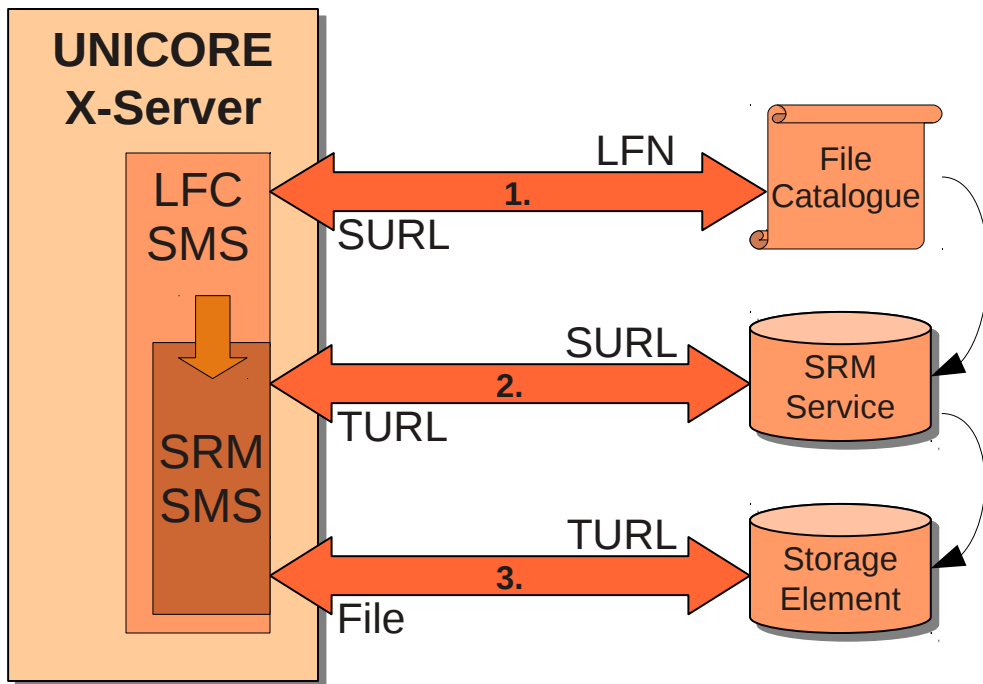 UNICORE
X-Server
LFC
SMS
SRM
SMS
LFN
1.
SURL
File
Catalogue
SURL
2.
TURL
SRM
Service
TURL
3.
File
Storage
Element